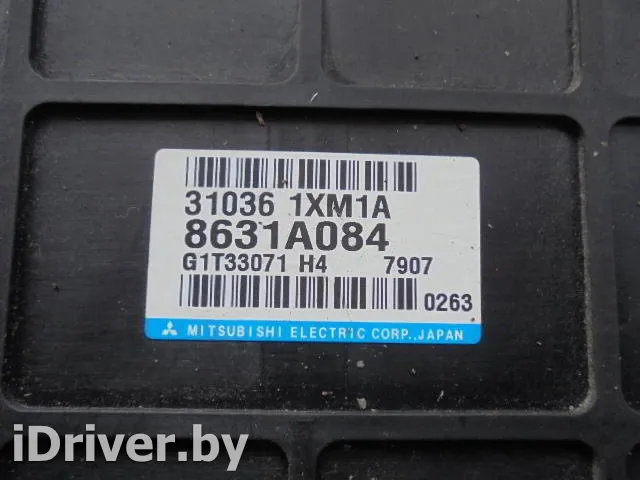 31036 1XM1A
8631A084
G1T33071 H4 7907
0263
MITSUBISHI ELECTRIC CORP.,JAPAN
iDriver.by